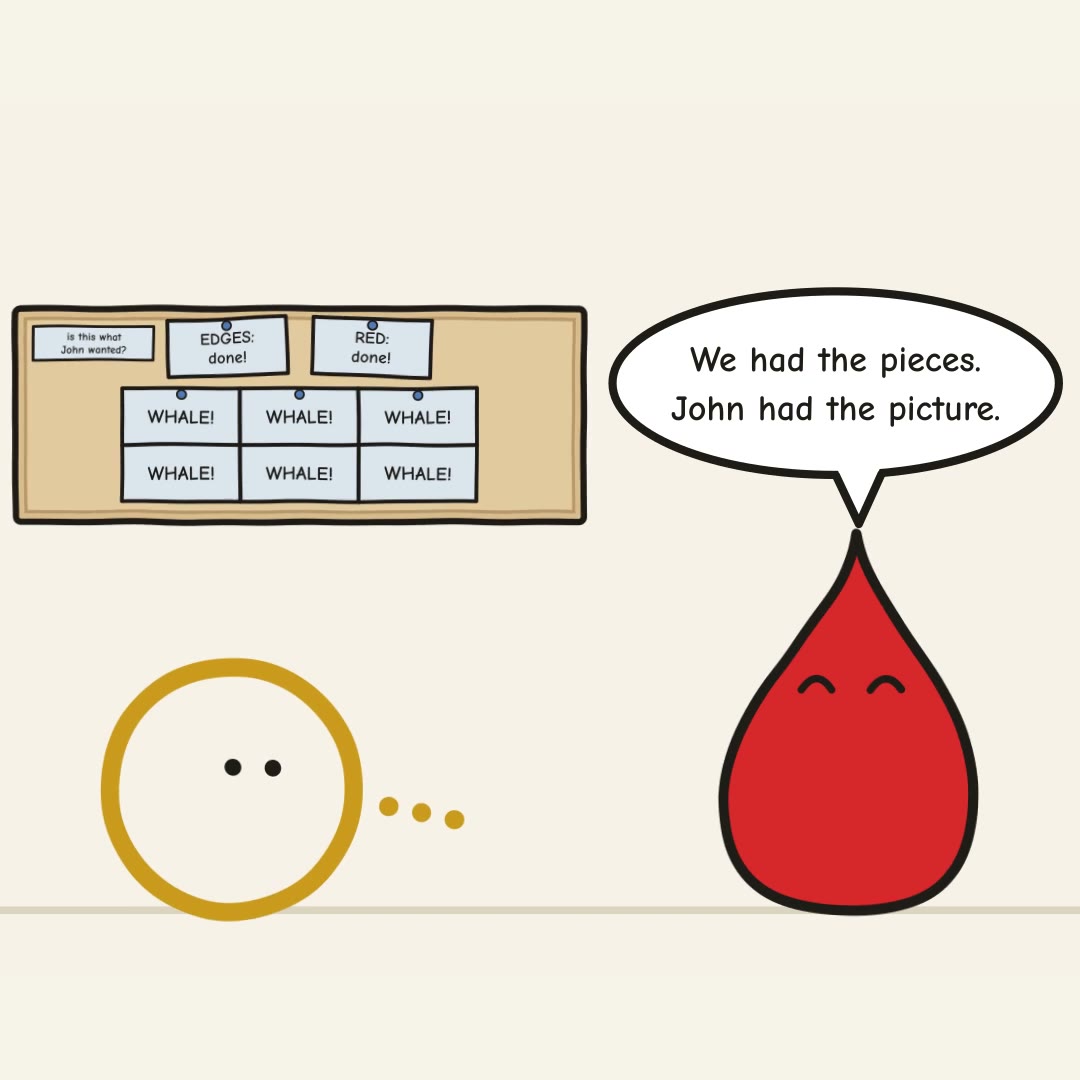 is this what
John wanted?
EDGES:
done!
RED:
done!
WHALE!
WHALE!
WHALE!
WHALE!
WHALE!
WHALE!
We had the pieces.
John had the picture.